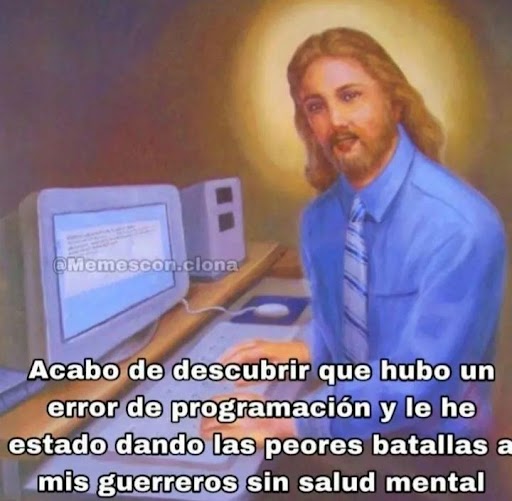 @Memescon.clona
Acabo de descubrir que hubo un
error de programación y le he
estado dando las peores batallas a
mis guerreros sin salud mental